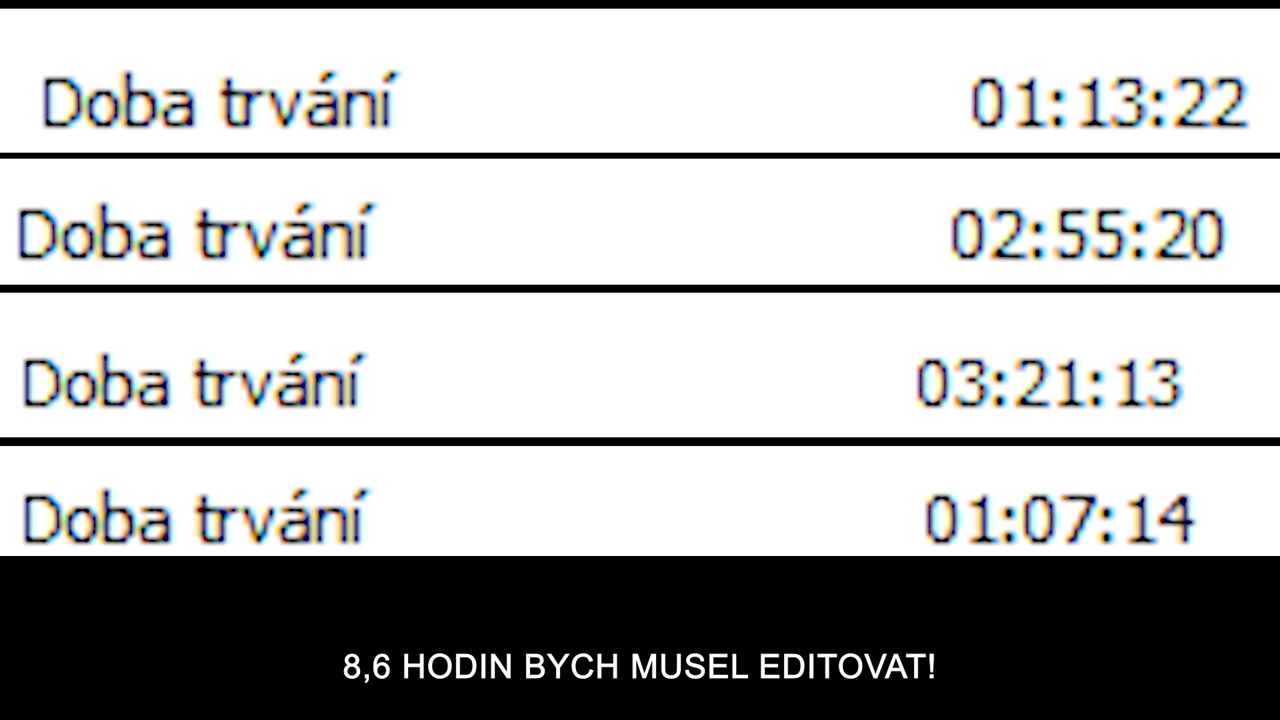 Doba trvání 01:13:22
Doba trvání 02:55:20
Doba trvání 03:21:13
Doba trvání 01:07:14
8,6 HODIN BYCH MUSEL EDITOVAT!